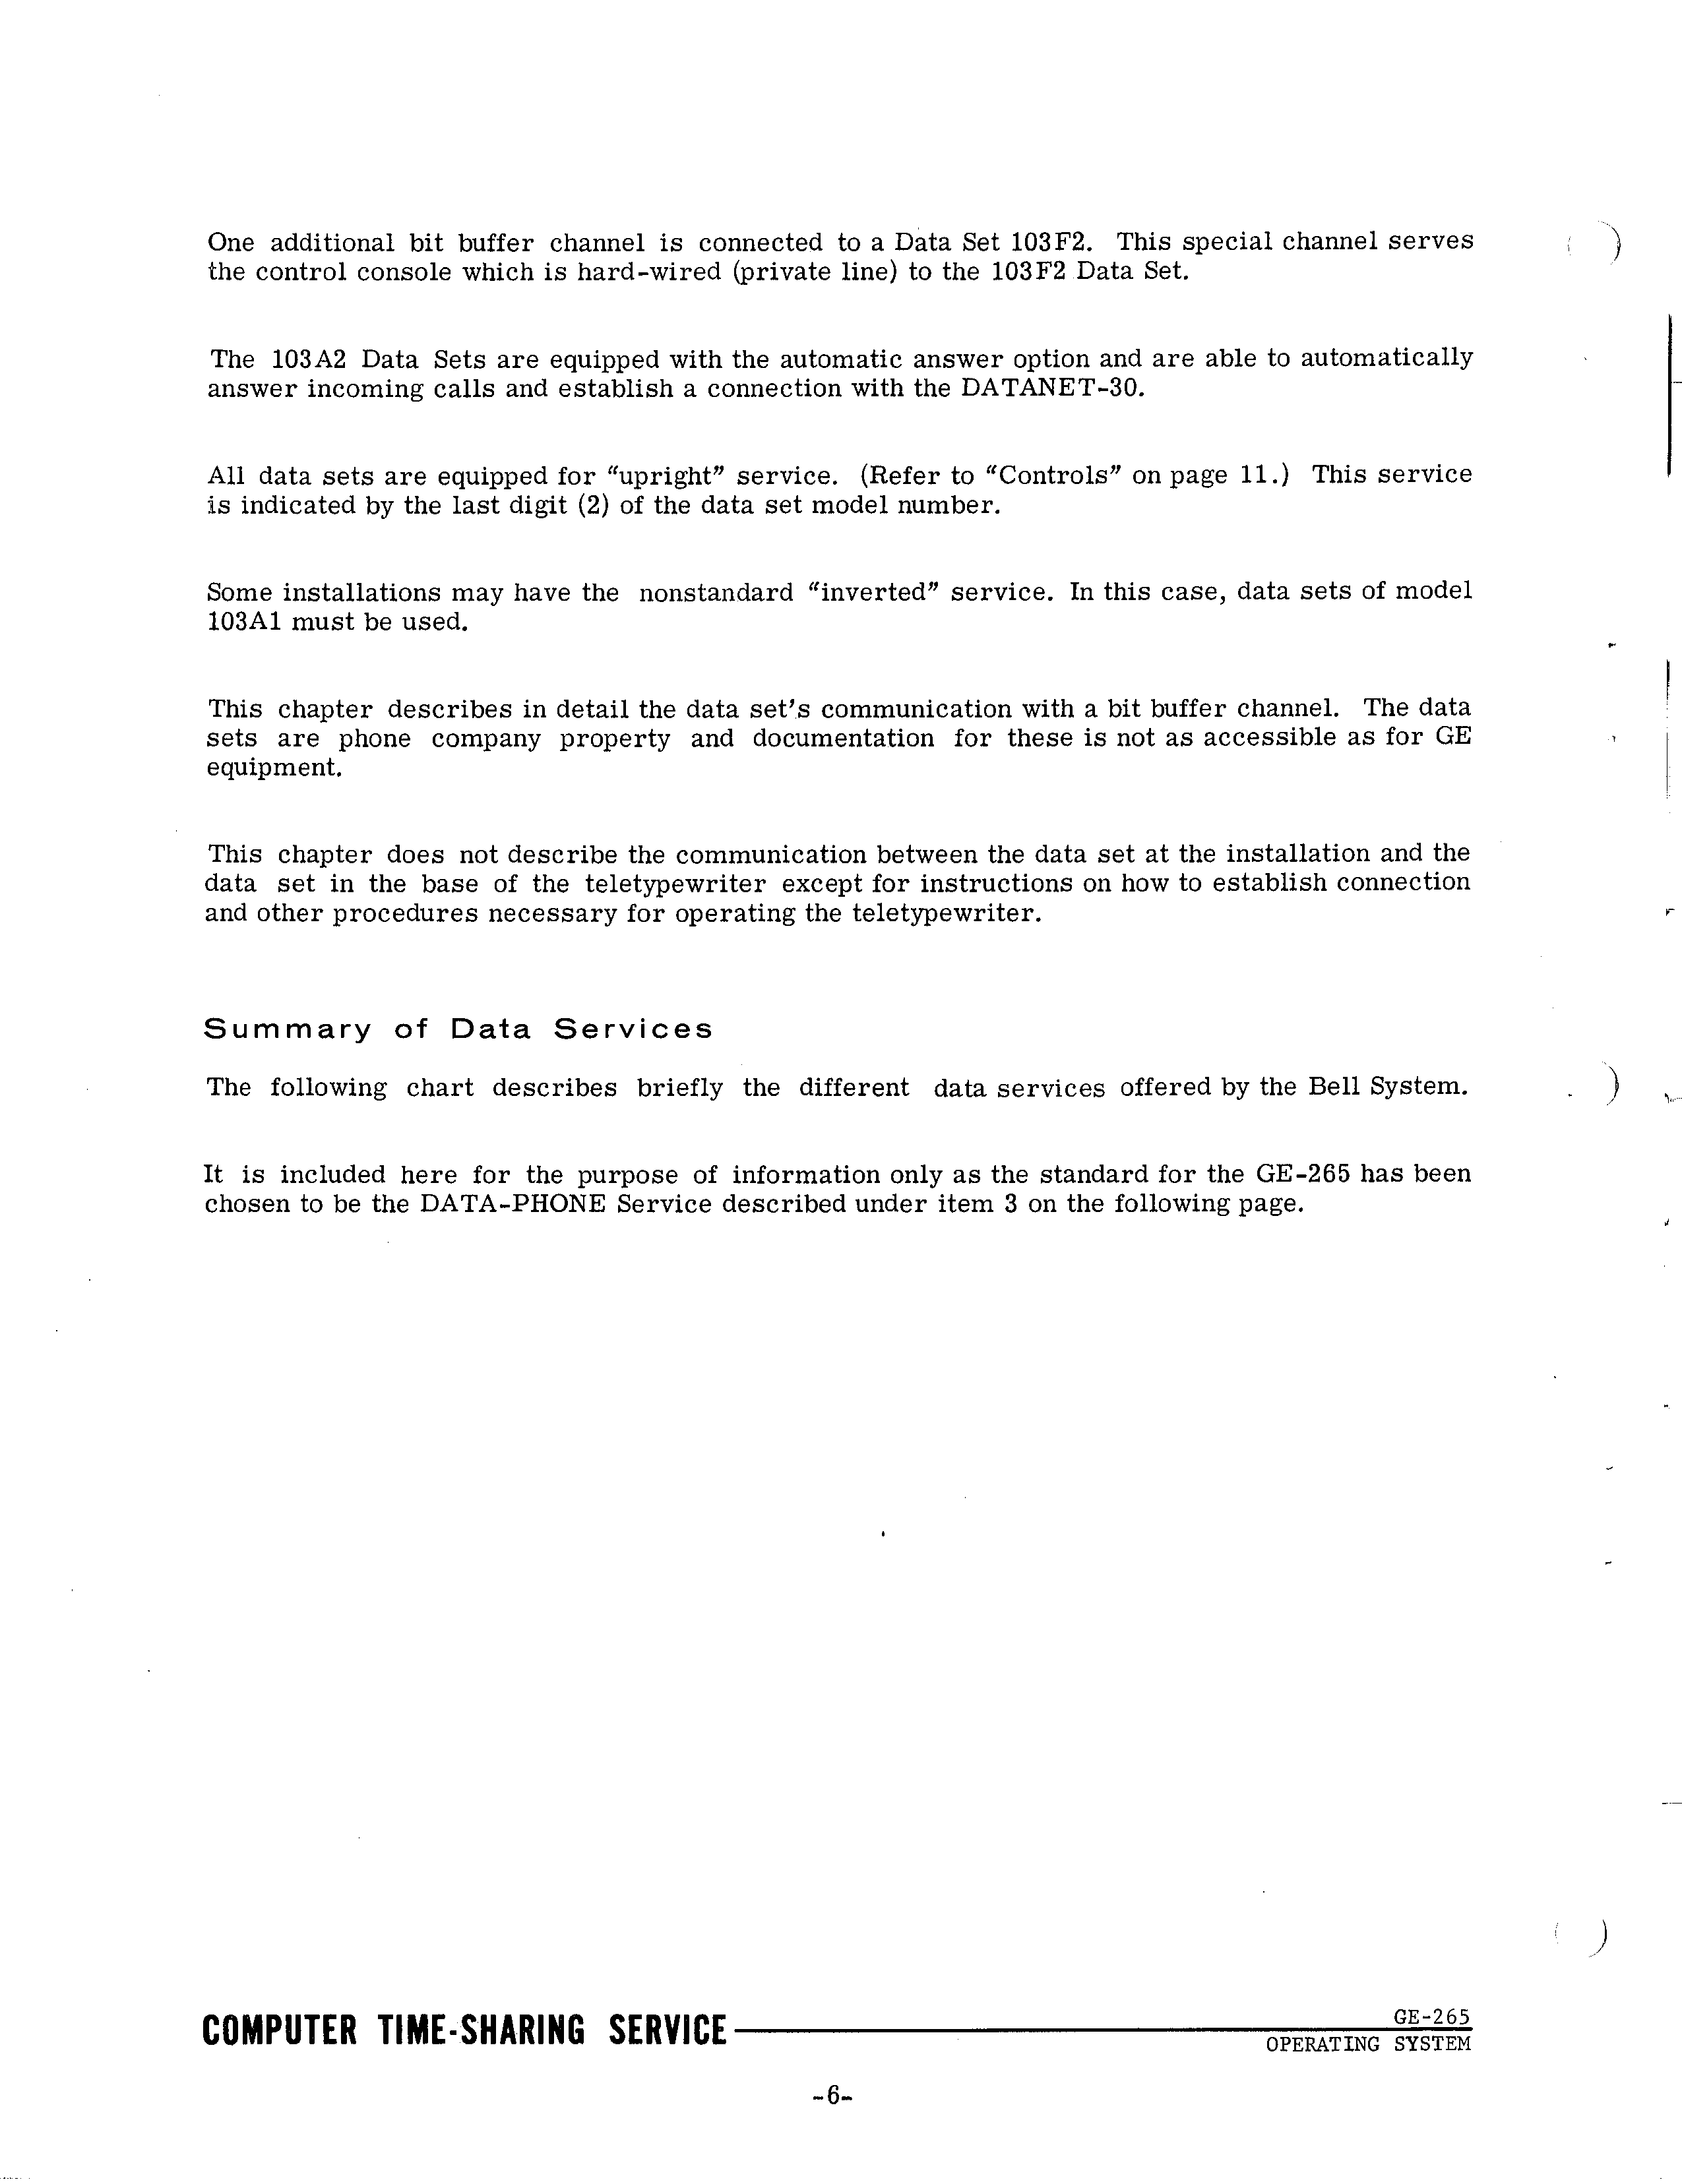 One additional bit buffer channel is connected to a Data Set 103F2. This special channel serves
the control console which is hard-wired (private line) to the 103F2 Data Set.
The 103A2 Data Sets are equipped with the automatic answer option and are able to automatically
answer incoming calls and establish a connection with the DATANET-30.
All data sets are equipped for “upright” service. (Refer to “Controls” on page 11.) This service
is indicated by the last digit (2) of the data set model number.
Some installations may have the nonstandard “inverted” service. In this case, data sets of model
103A1 must be used.
This chapter describes in detail the data set's communication with a bit buffer channel. The data
sets are phone company property and documentation for these is not as accessible as for GE
equipment.
This chapter does not describe the communication between the data set at the installation and the
data set in the base of the teletypewriter except for instructions on how to establish connection
and other procedures necessary for operating the teletypewriter.
Summary of Data Services
The following chart describes briefly the different data services offered by the Bell System.
It is included here for the purpose of information only as the standard for the GE-265 has been
chosen to be the DATA-PHONE Service described under item 3 on the following page.
COMPUTER TIME-SHARING SERVICE
GE-265
OPERATING SYSTEM
-6-